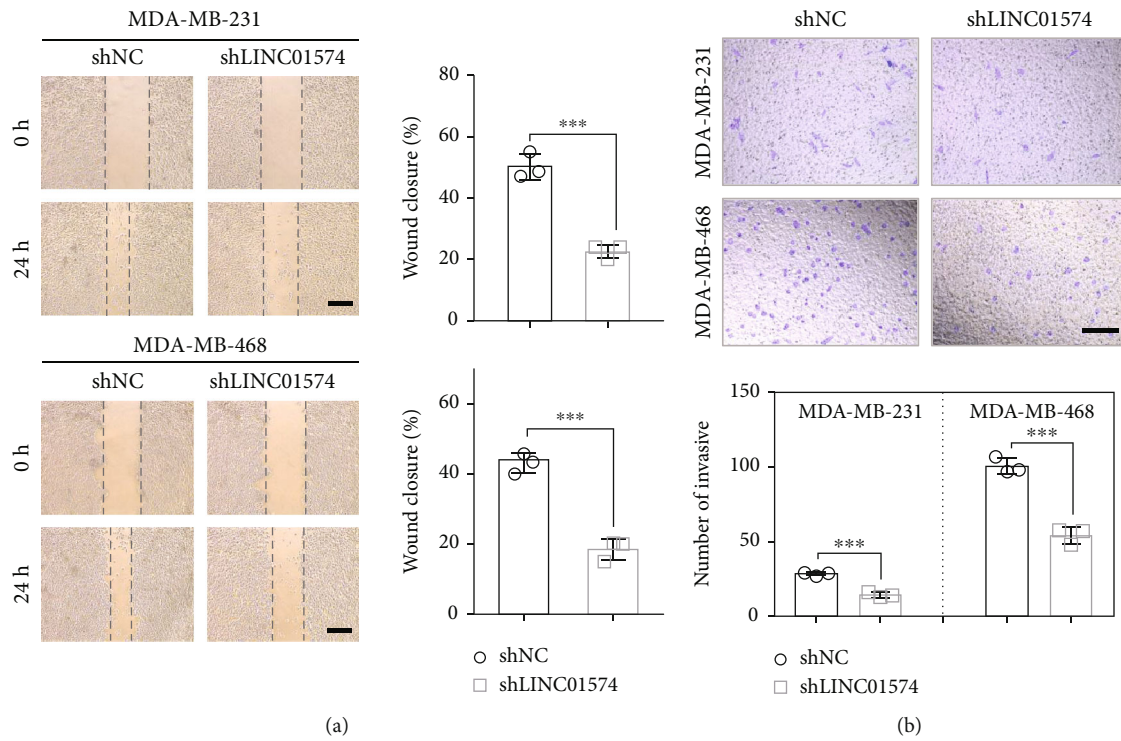 MDA-MB-231
shNC shLINC01574
0 h
24 h
MDA-MB-468
shNC shLINC01574
0 h
24 h
Wound closure (%)
80
60
40
20
0
***
Wound closure (%)
60
40
20
0
***
shNC
shLINC01574
(a)
shNC shLINC01574
MDA-MB-231
MDA-MB-468
Number of invasive
150
100
50
0
MDA-MB-231 MDA-MB-468
***
***
shNC
shLINC01574
(b)